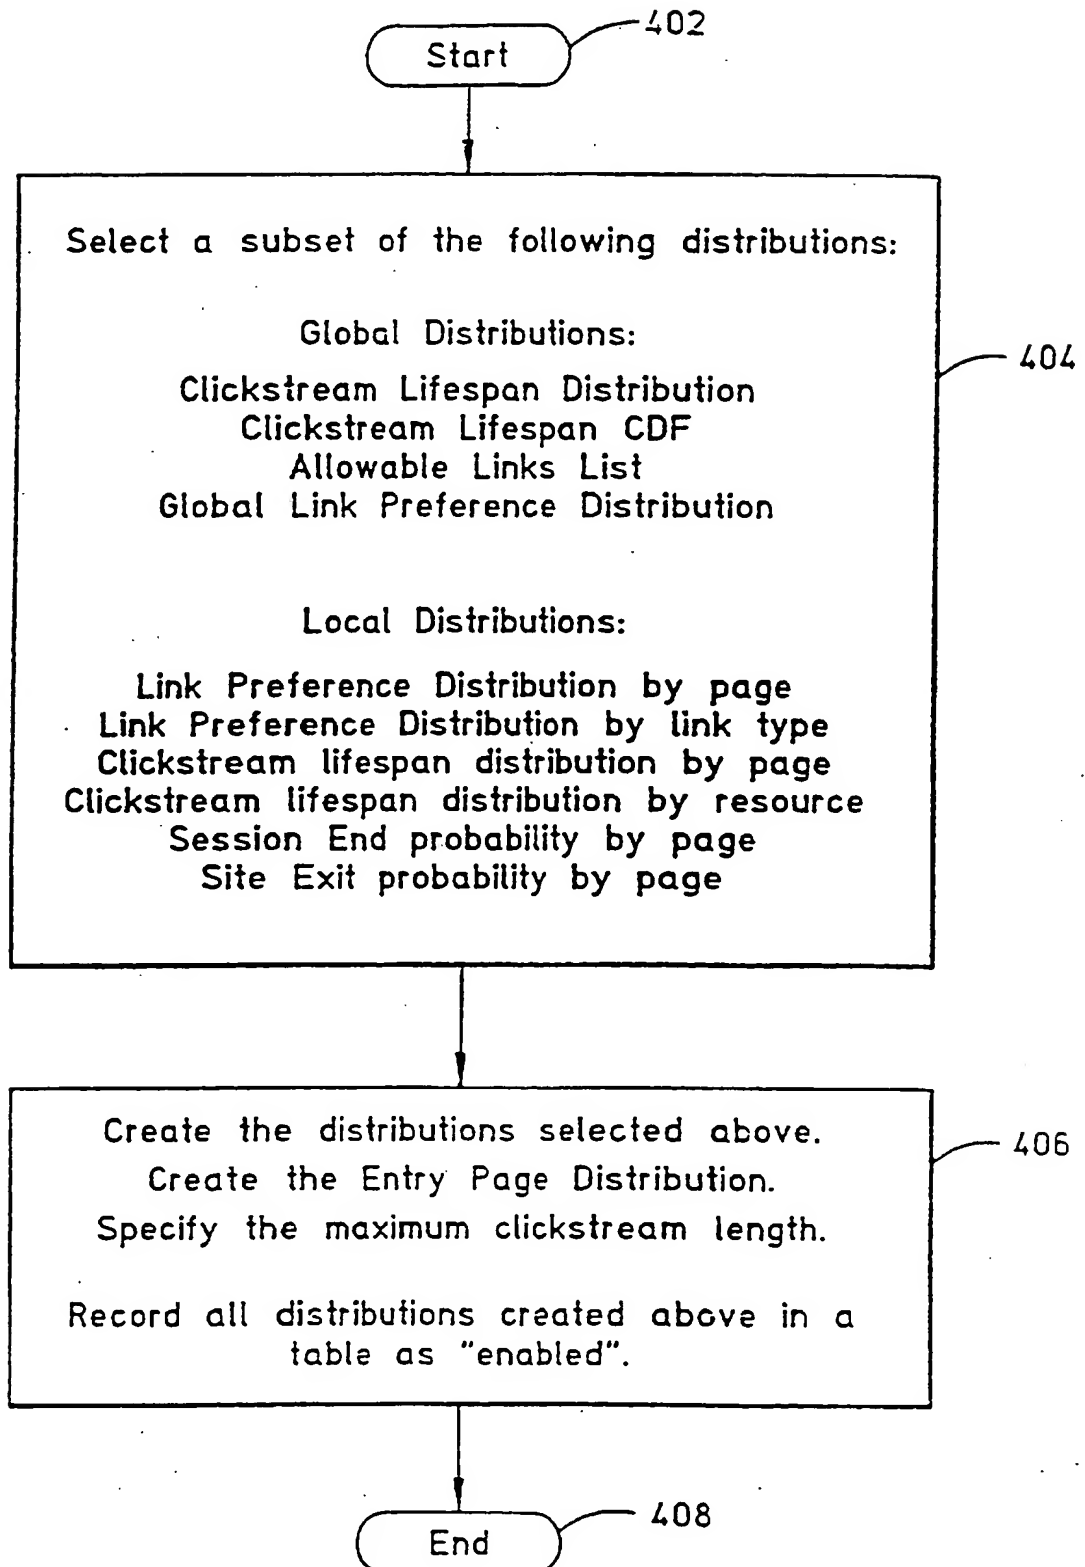 Start
402
Select a subset of the following distributions:
Global Distributions:
Clickstream Lifespan Distribution
Clickstream Lifespan CDF
Allowable Links List
Global Link Preference Distribution
404
Local Distributions:
Link Preference Distribution by page
Link Preference Distribution by link type
Clickstream lifespan distribution by page
Clickstream lifespan distribution by resource
Session End probability by page
Site Exit probability by page
Create the distributions selected above.
Create the Entry Page Distribution.
Specify the maximum clickstream length.
406
Record all distributions created above in a
table as "enabled".
End
408